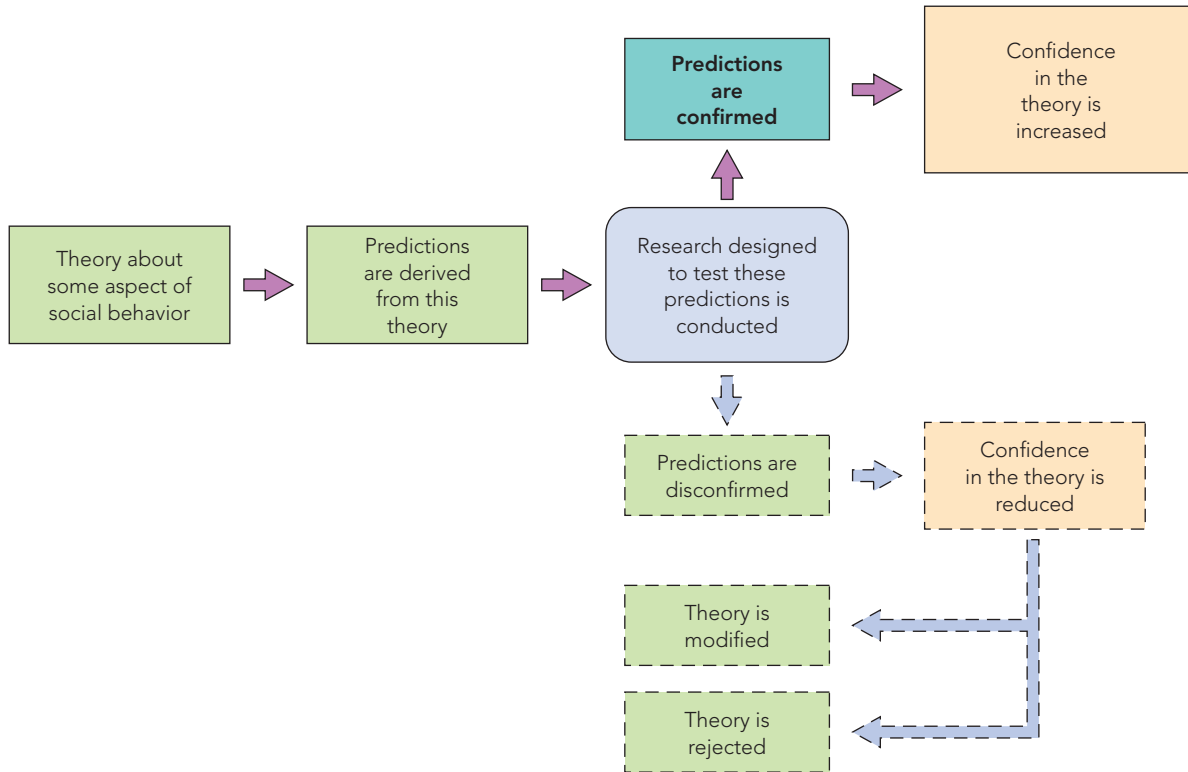 Predictions
are
confirmed
Confidence
in the
theory is
increased
Theory about
some aspect of
social behavior
Predictions
are derived
from this
theory
Research designed
to test these
predictions is
conducted
Predictions are
disconfirmed
Confidence
in the theory is
reduced
Theory is
modified
Theory is
rejected